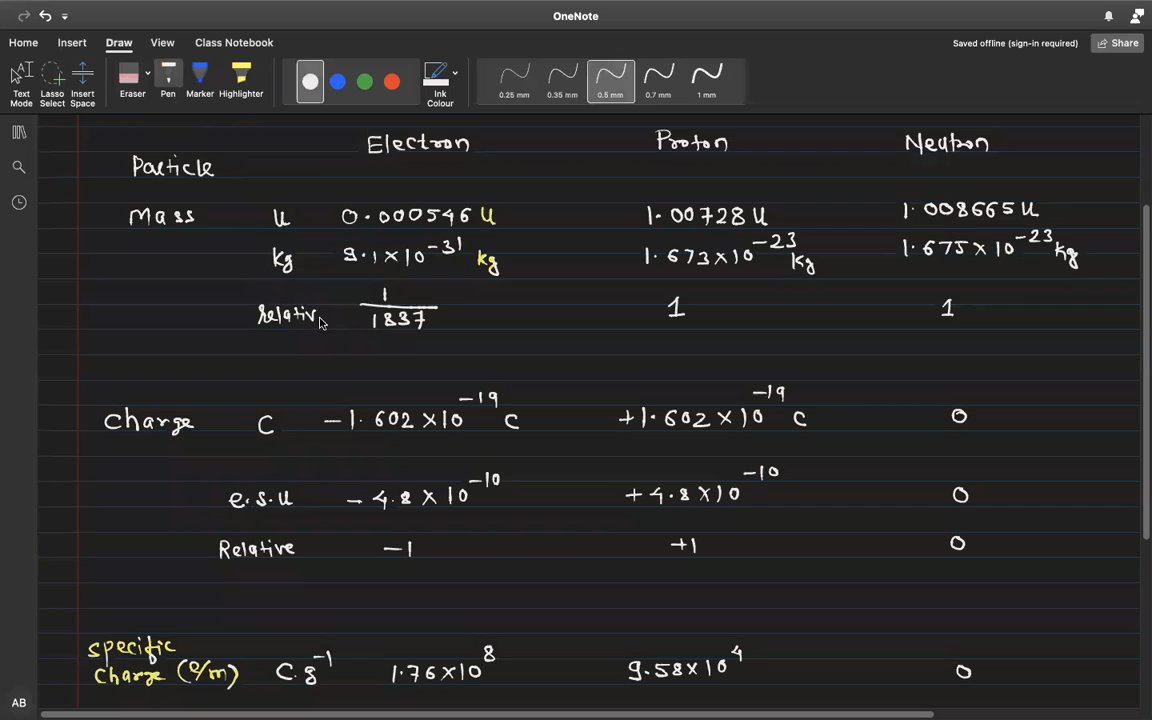 OneNote
Home Insert Draw View Class Notebook
Saved offline (sign-in required) Share
Text Mode Lasso Select Insert Space Eraser Pen Marker Highlighter Ink Colour 0.25 mm 0.35 mm 0.5 mm 0.7 mm 1 mm
Particle Electron Proton Neutron
Mass U 0.000546 U 1.00728 U 1.008665 U
kg 9.1 × 10⁻³¹ kg 1.673 × 10⁻²³ kg 1.675 × 10⁻²³ kg
relativ 1/1837 1 1
Charge C − 1.602 × 10⁻¹⁹ C +1.602 × 10⁻¹⁹ C 0
e.s.u − 4.8 × 10⁻¹⁰ + 4.8 × 10⁻¹⁰ 0
Relative −1 +1 0
specific
charge (e/m) C.g⁻¹ 1.76 × 10⁸ 9.58 × 10⁴ 0
AB